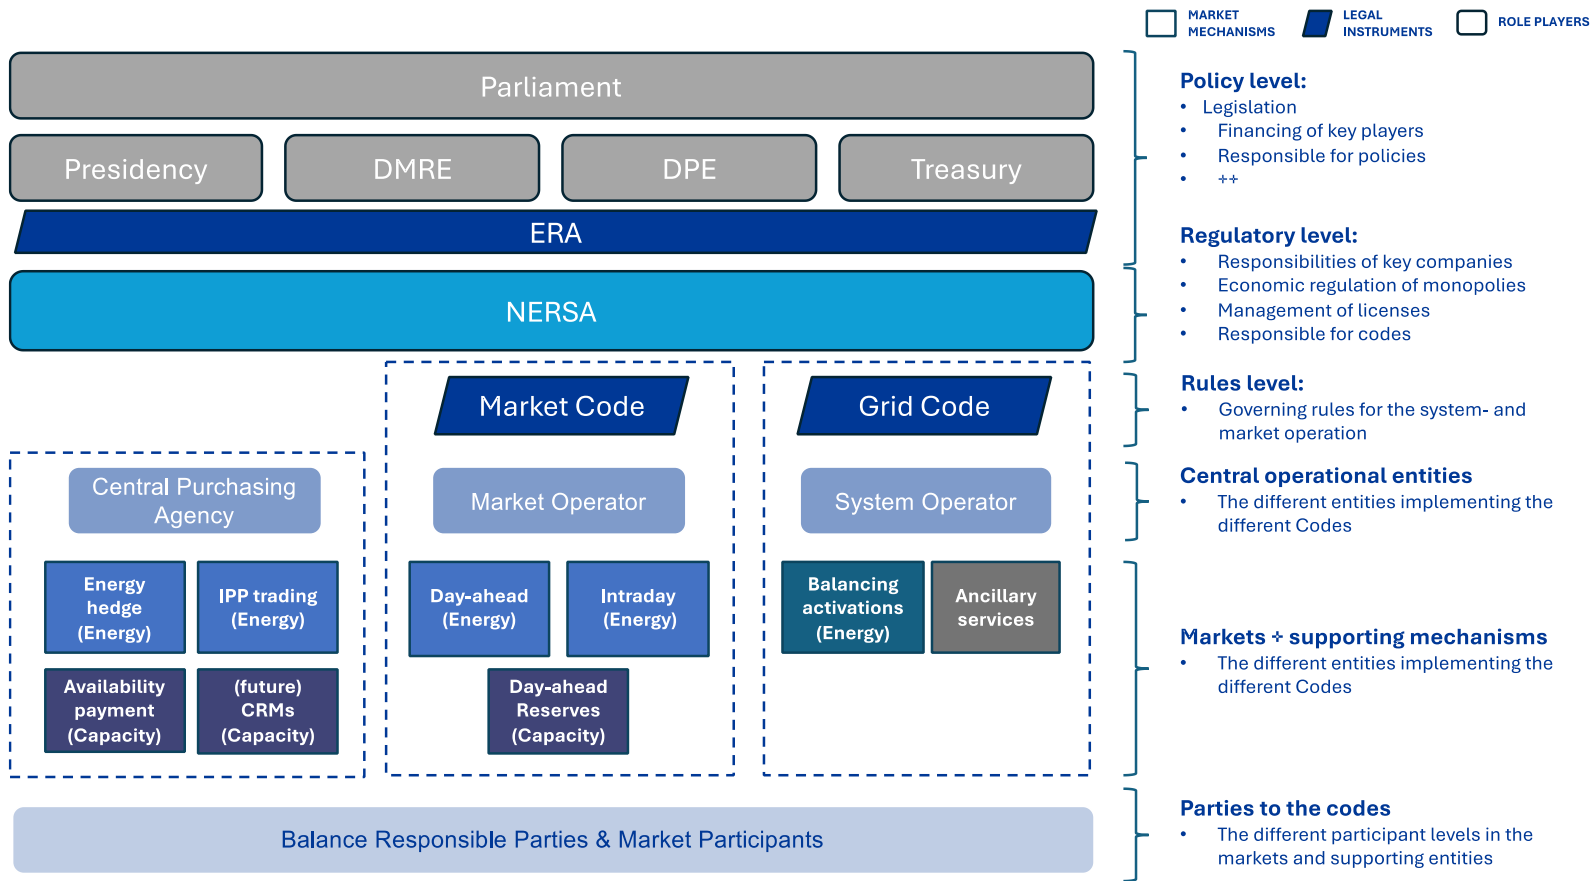 MARKET
MECHANISMS
LEGAL
INSTRUMENTS
ROLE PLAYERS
Parliament
Presidency
DMRE
DPE
Treasury
ERA
NERSA
Market Code
Grid Code
Central Purchasing
Agency
Market Operator
System Operator
Energy
hedge
(Energy)
IPP trading
(Energy)
Day-ahead
(Energy)
Intraday
(Energy)
Balancing
activations
(Energy)
Ancillary
services
Availability
payment
(Capacity)
(future)
CRMs
(Capacity)
Day-ahead
Reserves
(Capacity)
Balance Responsible Parties & Market Participants
Policy level:
• Legislation
• Financing of key players
• Responsible for policies
• ++
Regulatory level:
• Responsibilities of key companies
• Economic regulation of monopolies
• Management of licenses
• Responsible for codes
Rules level:
• Governing rules for the system- and
market operation
Central operational entities
• The different entities implementing the
different Codes
Markets + supporting mechanisms
• The different entities implementing the
different Codes
Parties to the codes
• The different participant levels in the
markets and supporting entities